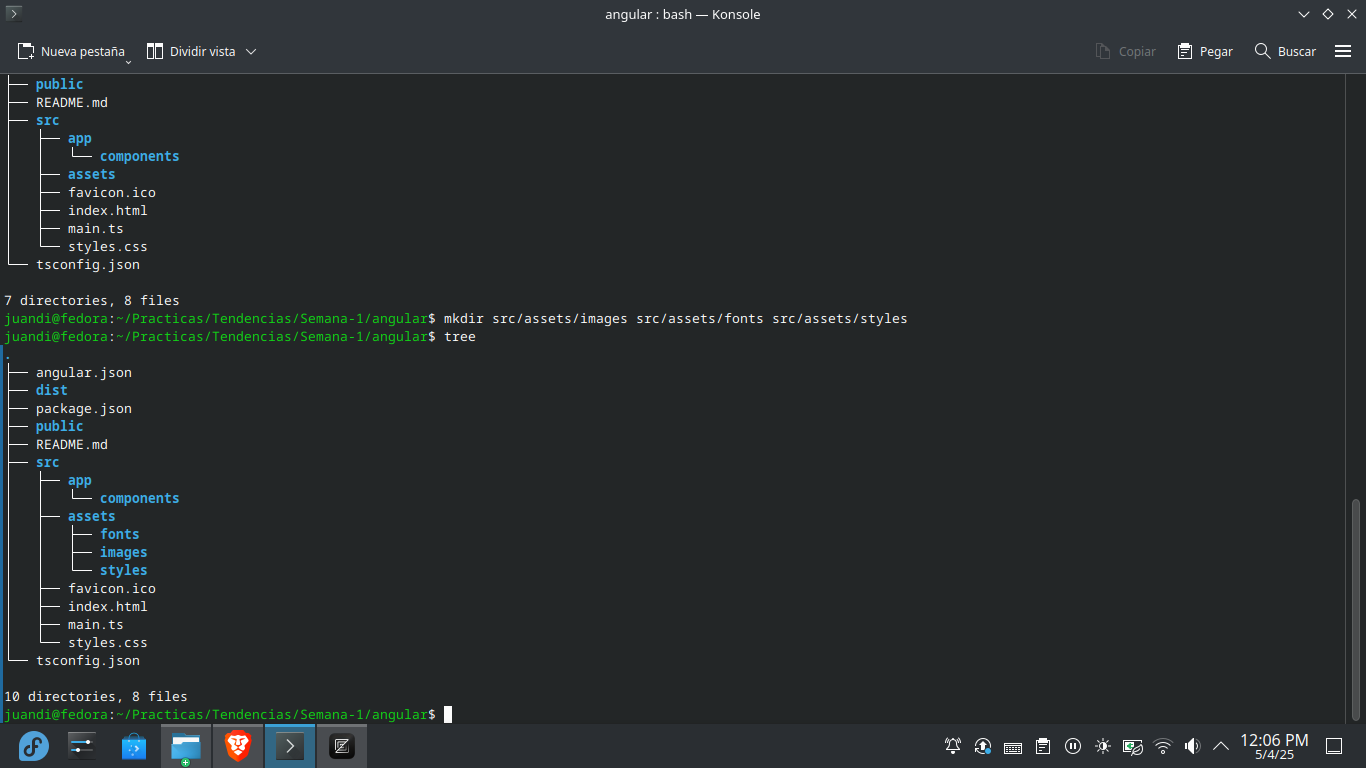 angular : bash — Konsole
Nueva pestaña
Dividir vista
Copiar
Pegar
Buscar
├── public
├── README.md
├── src
│   ├── app
│   │   └── components
│   ├── assets
│   ├── favicon.ico
│   ├── index.html
│   ├── main.ts
│   └── styles.css
└── tsconfig.json
7 directories, 8 files
juandi@fedora:~/Practicas/Tendencias/Semana-1/angular$ mkdir src/assets/images src/assets/fonts src/assets/styles
juandi@fedora:~/Practicas/Tendencias/Semana-1/angular$ tree
.
├── angular.json
├── dist
├── package.json
├── public
├── README.md
├── src
│   ├── app
│   │   └── components
│   ├── assets
│   │   ├── fonts
│   │   ├── images
│   │   └── styles
│   ├── favicon.ico
│   ├── index.html
│   ├── main.ts
│   └── styles.css
└── tsconfig.json
10 directories, 8 files
juandi@fedora:~/Practicas/Tendencias/Semana-1/angular$
12:06 PM
5/4/25